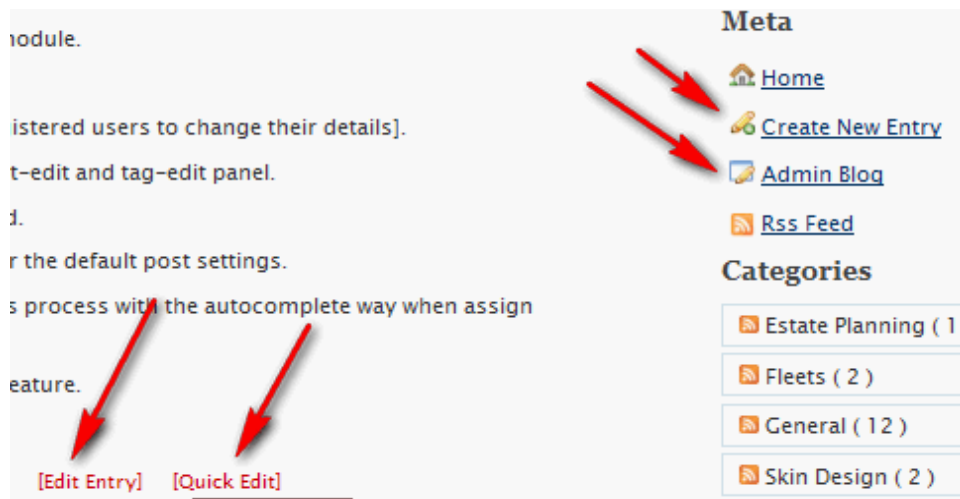 nodule.
istered users to change their details].
t-edit and tag-edit panel.
d.
r the default post settings.
s process with the autocomplete way when assign
eature.
[Edit Entry] [Quick Edit]
Meta
Home
Create New Entry
Admin Blog
Rss Feed
Categories
Estate Planning ( 1
Fleets ( 2 )
General ( 12 )
Skin Design ( 2 )